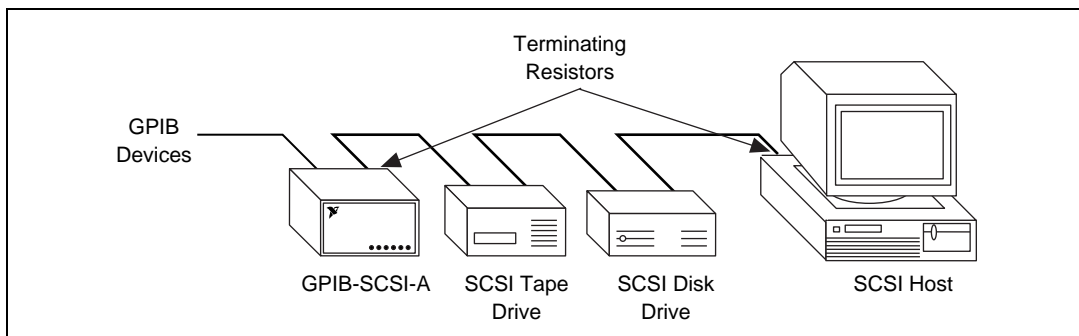 Terminating
Resistors
GPIB
Devices
GPIB-SCSI-A
SCSI Tape
Drive
SCSI Disk
Drive
SCSI Host